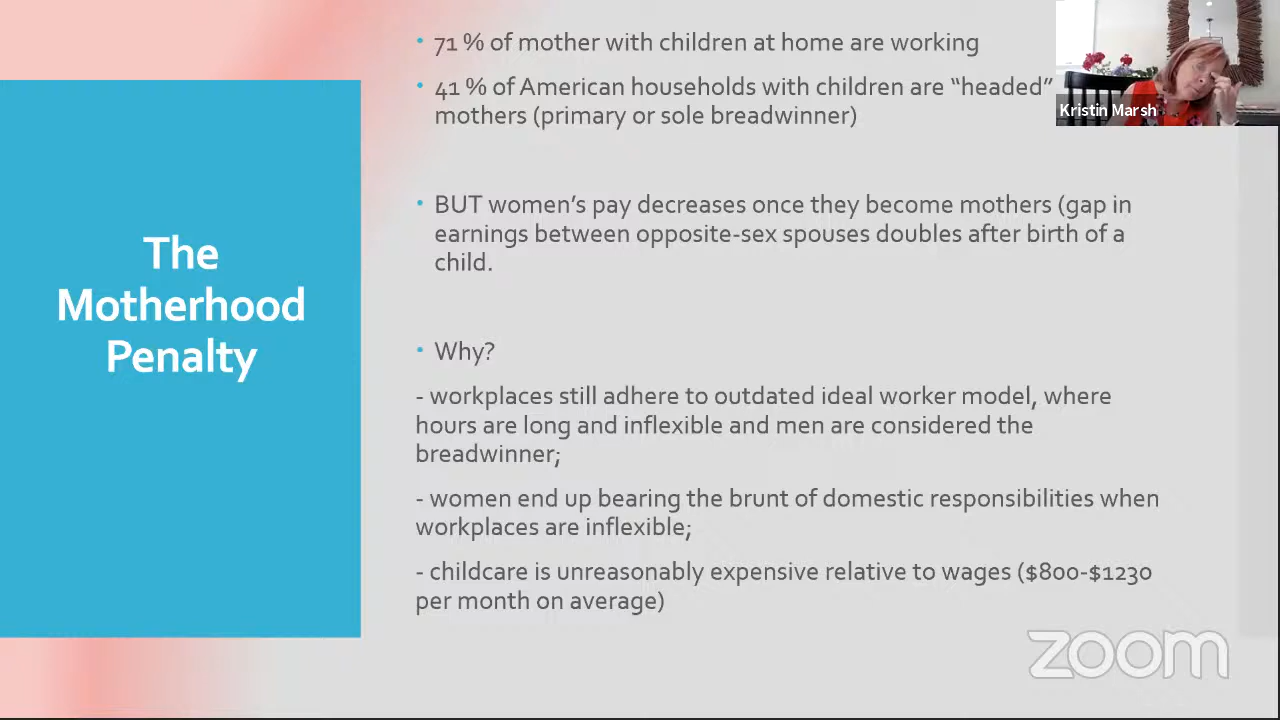 The
Motherhood
Penalty
• 71 % of mother with children at home are working
• 41 % of American households with children are “headed”
mothers (primary or sole breadwinner)
• BUT women’s pay decreases once they become mothers (gap in
earnings between opposite-sex spouses doubles after birth of a
child.
• Why?
- workplaces still adhere to outdated ideal worker model, where
hours are long and inflexible and men are considered the
breadwinner;
- women end up bearing the brunt of domestic responsibilities when
workplaces are inflexible;
- childcare is unreasonably expensive relative to wages ($800-$1230
per month on average)
Kristin Marsh
zoom